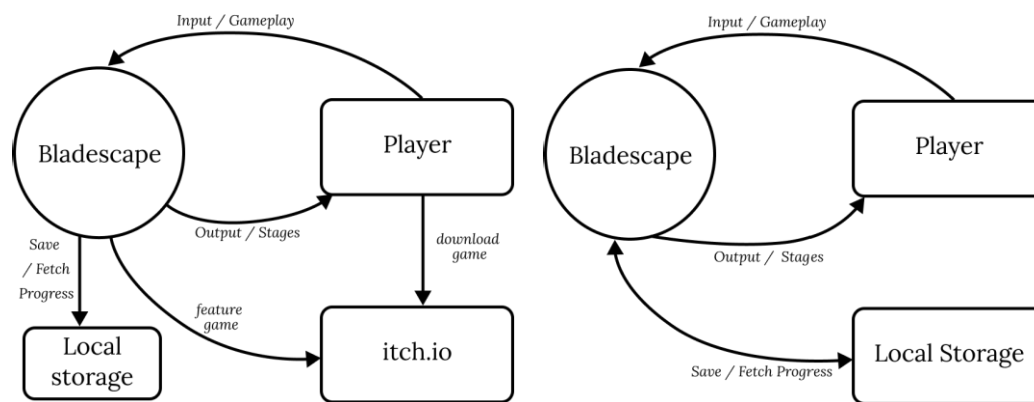 Input / Gameplay
Bladescape
Player
Output / Stages
Save
/ Fetch
Progress
download
game
feature
game
Local
storage
itch.io
Input / Gameplay
Bladescape
Player
Output / Stages
Local Storage
Save / Fetch Progress